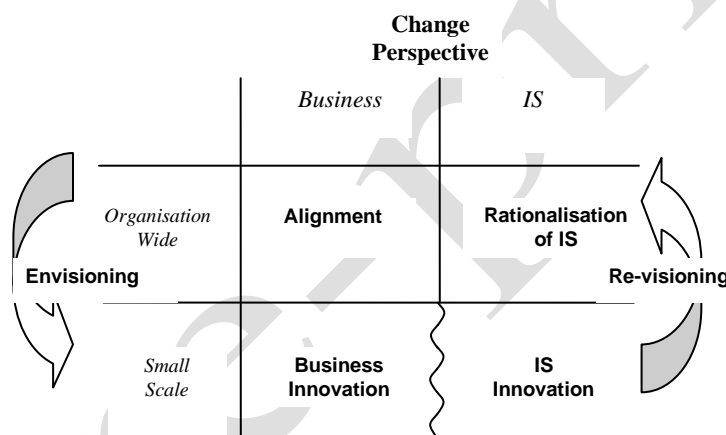 Change
Perspective
Business IS
Organisation
Wide
Alignment
Rationalisation
of IS
Envisioning
Re-visioning
Small
Scale
Business
Innovation
IS
Innovation